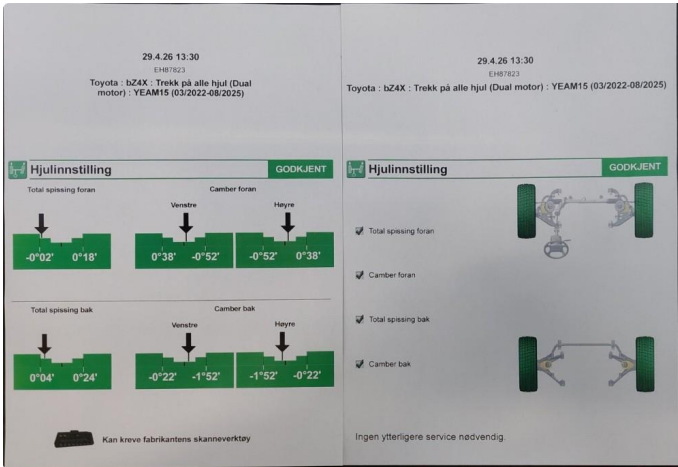 29.4.26 13:30
EH87823
Toyota : bZ4X : Trekk på alle hjul (Dual
motor) : YEAM15 (03/2022-08/2025)
Hjulinnstilling
GODKJENT
Total spissing foran
Camber foran
Venstre
Høyre
-0°02' 0°18'
0°38' -0°52'
-0°52' 0°38'
Total spissing bak
Camber bak
Venstre
Høyre
0°04' 0°24'
-0°22' -1°52'
-1°52' -0°22'
Kan kreve fabrikantens skanneverktøy
29.4.26 13:30
EH87823
Toyota : bZ4X : Trekk på alle hjul (Dual motor) : YEAM15 (03/2022-08/2025)
Hjulinnstilling
GODKJENT
Total spissing foran
Camber foran
Total spissing bak
Camber bak
Ingen ytterligere service nødvendig.